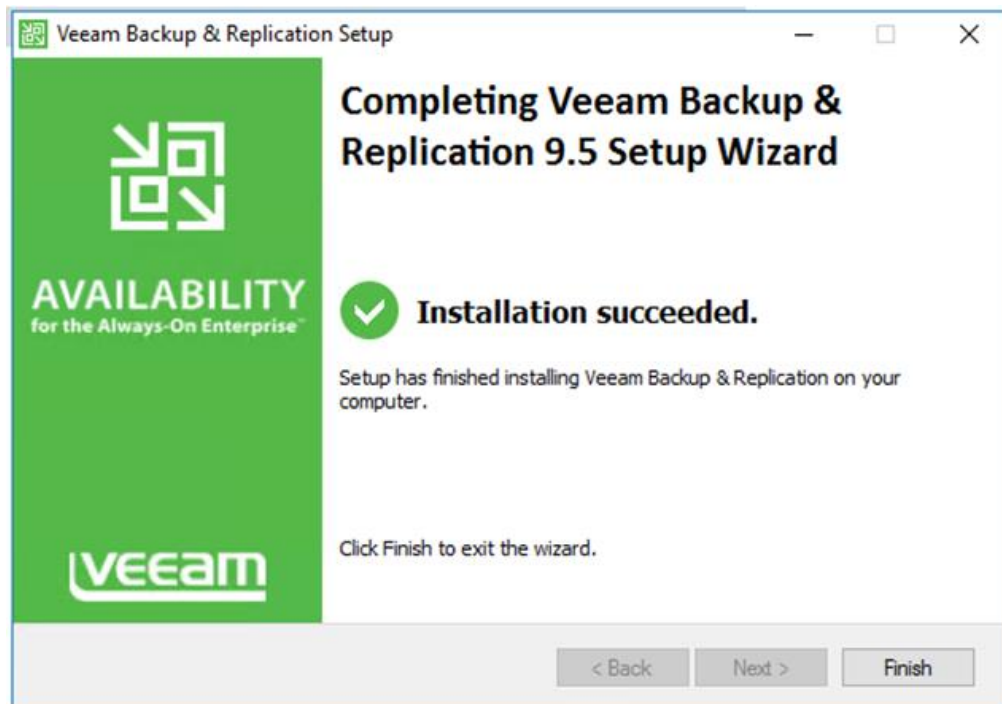 Veeam Backup & Replication Setup
Completing Veeam Backup &
Replication 9.5 Setup Wizard
AVAILABILITY
for the Always-On Enterprise™
Installation succeeded.
Setup has finished installing Veeam Backup & Replication on your
computer.
Click Finish to exit the wizard.
veeam
< Back
Next >
Finish